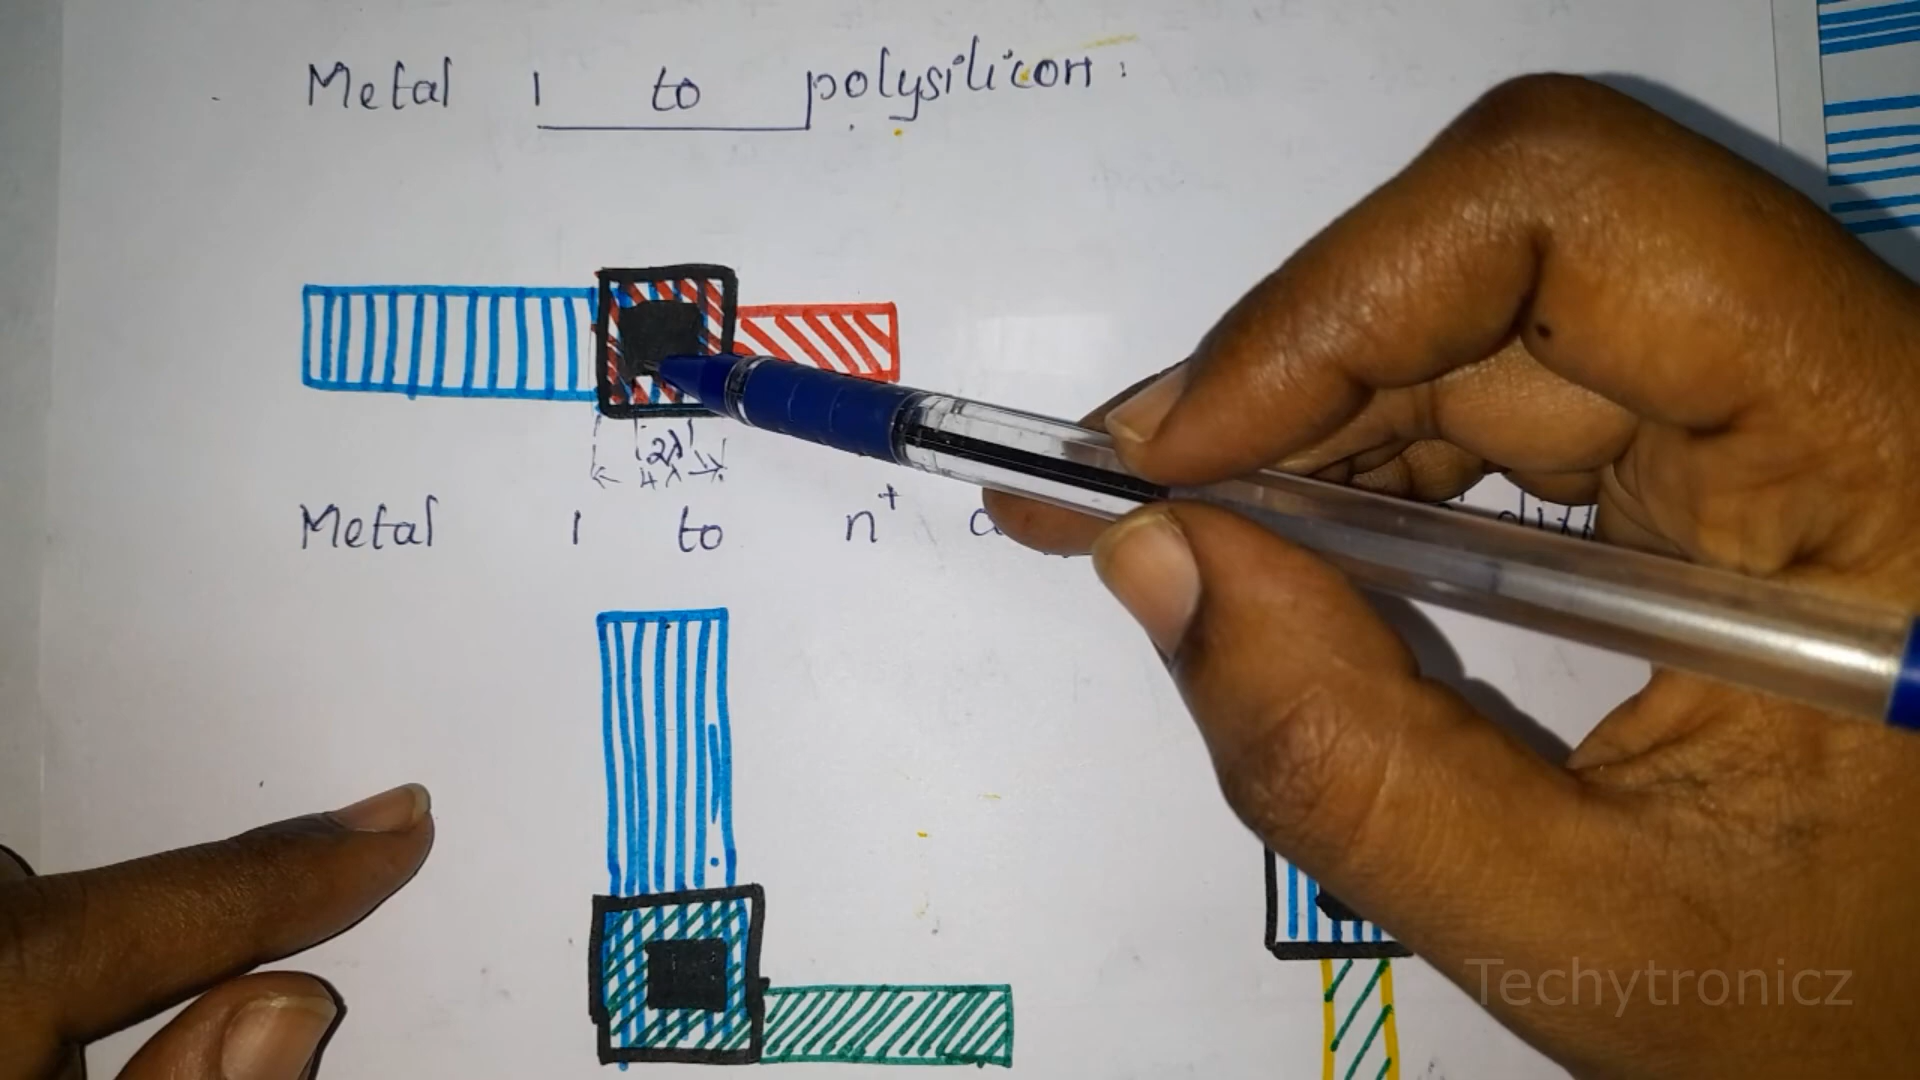 Metal 1 to polysilicon:
2λ
4λ
Metal 1 to n⁺
Techytronicz